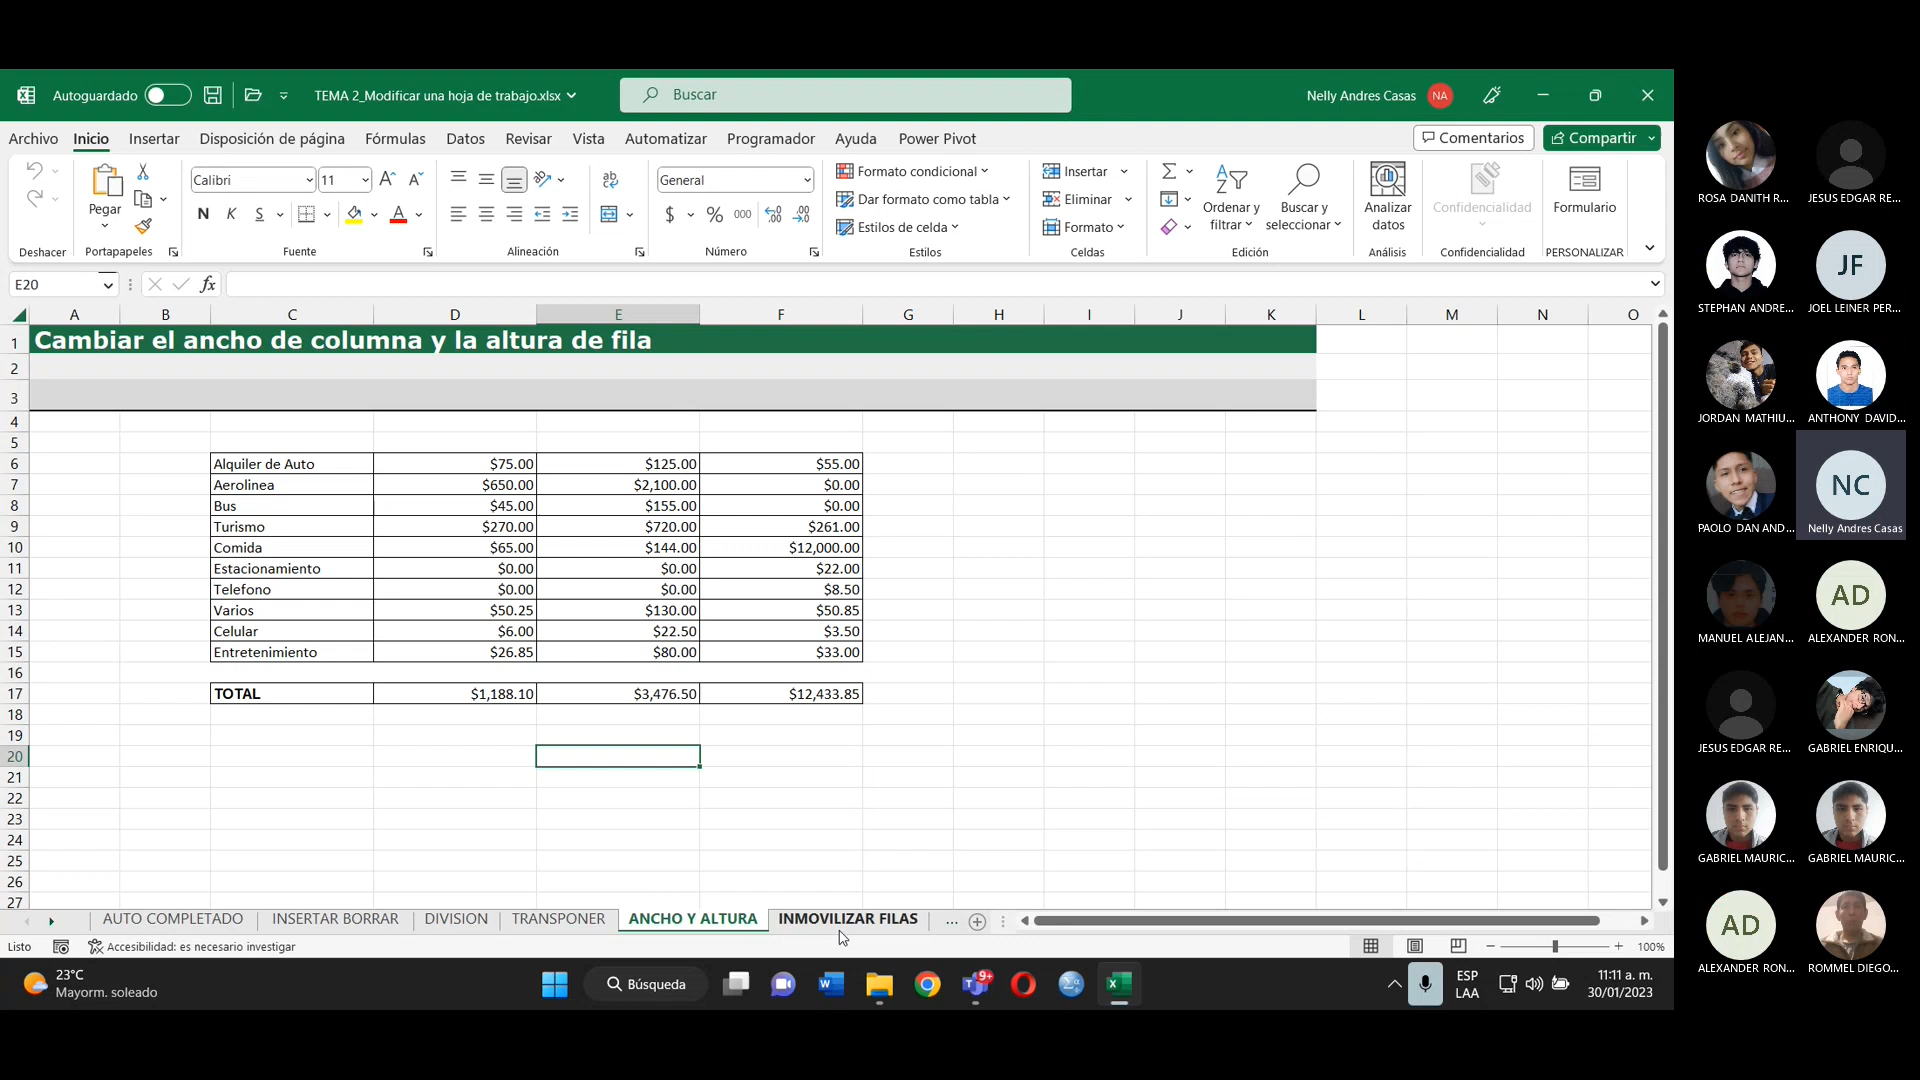 Autoguardado TEMA 2_Modificar una hoja de trabajo.xlsx Buscar Nelly Andres Casas NA
Archivo Inicio Insertar Disposición de página Fórmulas Datos Revisar Vista Automatizar Programador Ayuda Power Pivot Comentarios Compartir
Pegar
Calibri 11
N K S
ab
General
$ % 000
Formato condicional
Dar formato como tabla
Estilos de celda
Insertar
Eliminar
Formato
Ordenar y filtrar
Buscar y seleccionar
Analizar datos
Confidencialidad
Formulario
Deshacer Portapapeles Fuente Alineación Número Estilos Celdas Edición Análisis Confidencialidad PERSONALIZAR
E20 fx
A B C D E F G H I J K L M N O
1 Cambiar el ancho de columna y la altura de fila
2
3
4
5
6 Alquiler de Auto $75.00 $125.00 $55.00
7 Aerolinea $650.00 $2,100.00 $0.00
8 Bus $45.00 $155.00 $0.00
9 Turismo $270.00 $720.00 $261.00
10 Comida $65.00 $144.00 $12,000.00
11 Estacionamiento $0.00 $0.00 $22.00
12 Telefono $0.00 $0.00 $8.50
13 Varios $50.25 $130.00 $50.85
14 Celular $6.00 $22.50 $3.50
15 Entretenimiento $26.85 $80.00 $33.00
16
17 TOTAL $1,188.10 $3,476.50 $12,433.85
18
19
20
21
22
23
24
25
26
27
AUTO COMPLETADO INSERTAR BORRAR DIVISION TRANSPONER ANCHO Y ALTURA INMOVILIZAR FILAS ...
Listo Accesibilidad: es necesario investigar 100%
23°C
Mayorm. soleado
Búsqueda
9+
ESP
LAA
11:11 a. m.
30/01/2023
ROSA DANITH R... JESUS EDGAR RE...
JF
STEPHAN ANDRE... JOEL LEINER PER...
JORDAN MATHIU... ANTHONY DAVID...
NC
PAOLO DAN AND... Nelly Andres Casas
AD
MANUEL ALEJAN... ALEXANDER RON...
JESUS EDGAR RE... GABRIEL ENRIQU...
GABRIEL MAURIC... GABRIEL MAURIC...
AD
ALEXANDER RON... ROMMEL DIEGO...